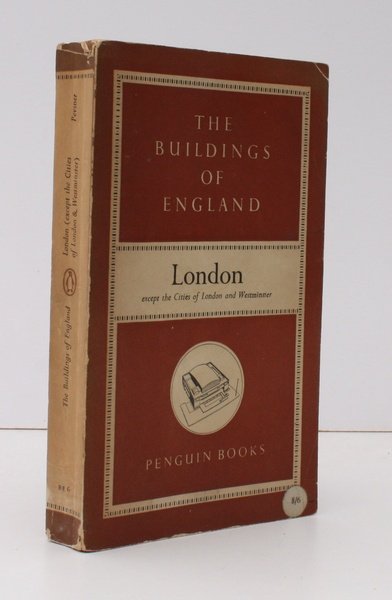 THE
BUILDINGS
OF
ENGLAND
London
except the Cities of London and Westminster
PENGUIN BOOKS
8/6
Pevsner
London (except the Cities
of London & Westminster)
The Buildings of England
BE 6